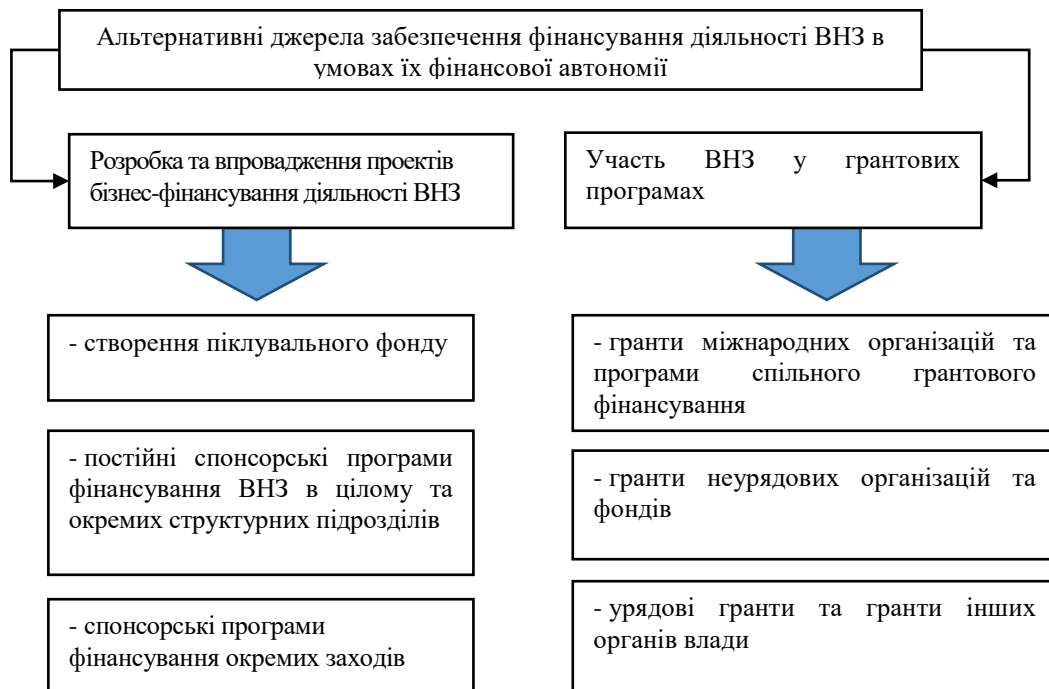 Альтернативні джерела забезпечення фінансування діяльності ВНЗ в
умовах їх фінансової автономії
Розробка та впровадження проектів
бізнес-фінансування діяльності ВНЗ
Участь ВНЗ у грантових
програмах
- створення піклувального фонду
- постійні спонсорські програми
фінансування ВНЗ в цілому та
окремих структурних підрозділів
- спонсорські програми
фінансування окремих заходів
- гранти міжнародних організацій та
програми спільного грантового
фінансування
- гранти неурядових організацій та
фондів
- урядові гранти та гранти інших
органів влади